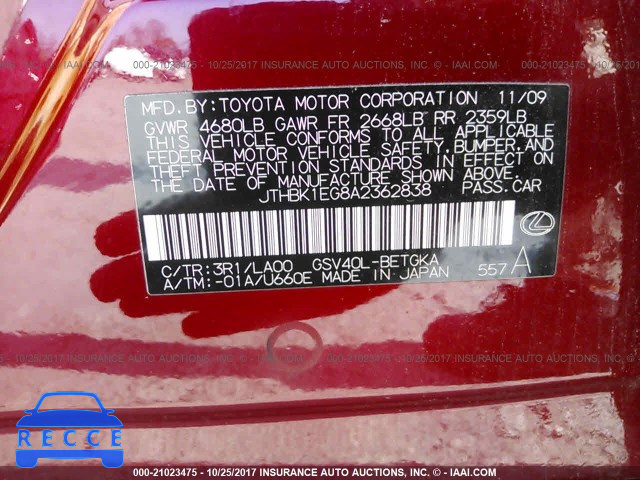 000-21023475 - 10/25/2017 INSURANCE AUTO AUCTIONS, INC. © - IAAI.COM
MFD.BY:TOYOTA MOTOR CORPORATION 11/09
GVWR 4680LB GAWR FR 2668LB RR 2359LB
THIS VEHICLE CONFORMS TO ALL APPLICABLE
FEDERAL MOTOR VEHICLE SAFETY,BUMPER,AND
THEFT PREVENTION STANDARDS IN EFFECT ON
THE DATE OF MANUFACTURE SHOWN ABOVE.
JTHBK1EG8A2362838 PASS.CAR
C/TR:3R1/LA00 GSV40L-BETGKA
A/TM:-01A/U660E MADE IN JAPAN 557A
RECCE
000-21023475 - 10/25/2017 INSURANCE AUTO AUCTIONS, INC. © - IAAI.COM